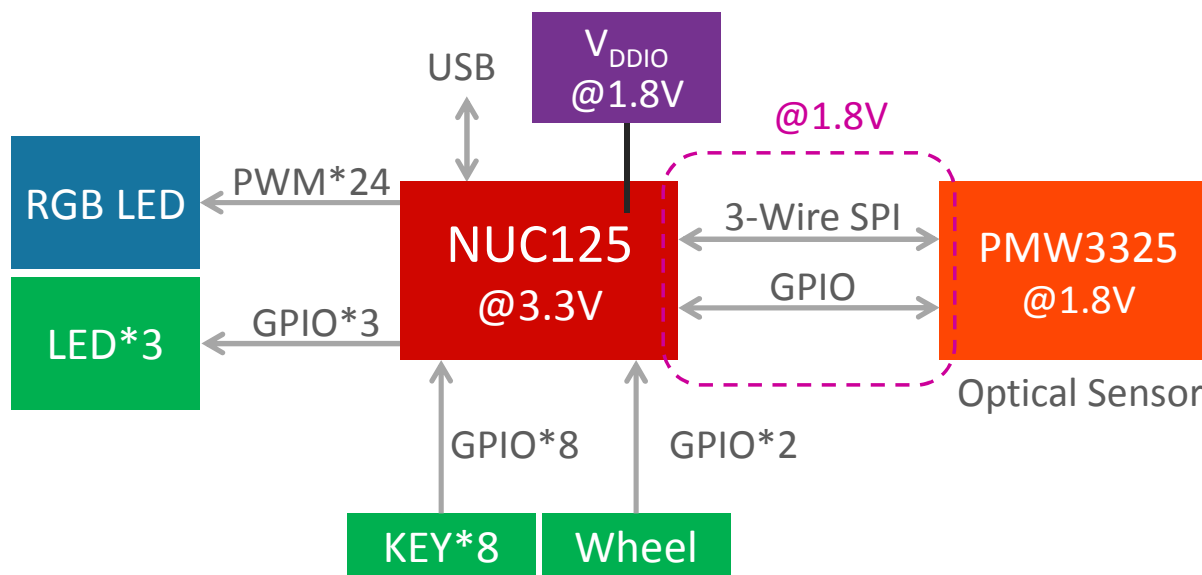 V_DDIO
@1.8V
USB
@1.8V
RGB LED
PWM*24
NUC125
@3.3V
3-Wire SPI
GPIO
PMW3325
@1.8V
LED*3
GPIO*3
Optical Sensor
GPIO*8
GPIO*2
KEY*8
Wheel